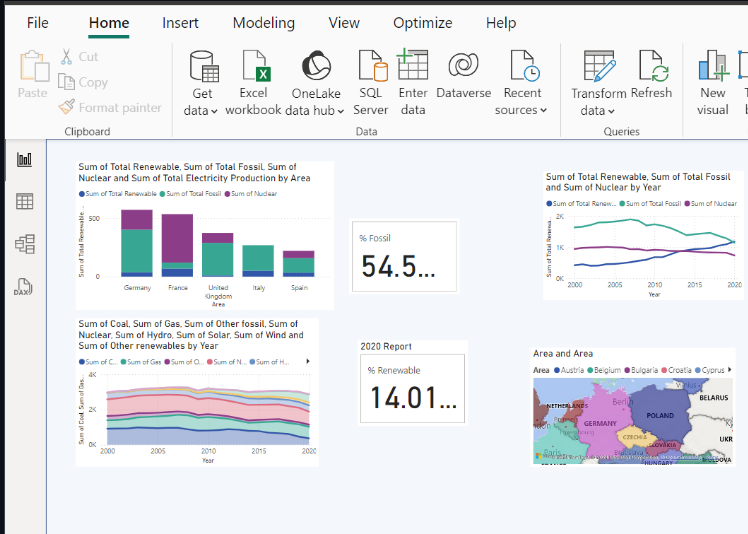 File Home Insert Modeling View Optimize Help
Paste
Cut
Copy
Format painter
Clipboard
Get data
Excel workbook
OneLake data hub
SQL Server
Enter data
Dataverse
Recent sources
Data
Transform data
Refresh
Queries
New visual
DAX
Sum of Total Renewable, Sum of Total Fossil, Sum of
Nuclear and Sum of Total Electricity Production by Area
Sum of Total Renewable Sum of Total Fossil Sum of Nuclear
Sum of Total Renewable...
500
0
Germany France United Kingdom Italy Spain
Area
% Fossil
54.5...
Sum of Total Renewable, Sum of Total Fossil
and Sum of Nuclear by Year
Sum of Total Renew... Sum of Total Fossil Sum of Nuclear
Sum of Total Renewa...
2K
1K
0K
2000 2005 2010 2015 2020
Year
Sum of Coal, Sum of Gas, Sum of Other fossil, Sum of
Nuclear, Sum of Hydro, Sum of Solar, Sum of Wind and
Sum of Other renewables by Year
Sum of C... Sum of Gas Sum of O... Sum of N... Sum of H...
Sum of Coal, Sum of Gas...
4K
2K
0K
2000 2005 2010 2015 2020
Year
2020 Report
% Renewable
14.01...
Area and Area
Area Austria Belgium Bulgaria Croatia Cyprus
Vilnius
BELARUS
NETHERLANDS
Berlin
POLAND
GERMANY
CZECHIA
UKR
SLOVAKIA
Paris
HUNGARY
MOLDOVA